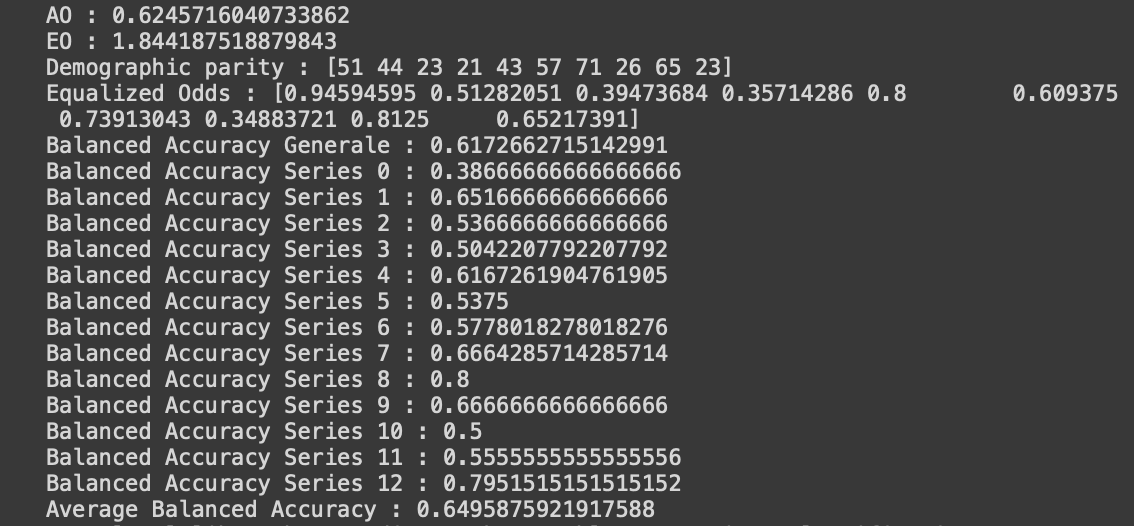 AO : 0.6245716040733862
EO : 1.844187518879843
Demographic parity : [51 44 23 21 43 57 71 26 65 23]
Equalized Odds : [0.94594595 0.51282051 0.39473684 0.35714286 0.8        0.609375
 0.73913043 0.34883721 0.8125     0.65217391]
Balanced Accuracy Generale : 0.6172662715142991
Balanced Accuracy Series 0 : 0.38666666666666666
Balanced Accuracy Series 1 : 0.6516666666666666
Balanced Accuracy Series 2 : 0.5366666666666666
Balanced Accuracy Series 3 : 0.5042207792207792
Balanced Accuracy Series 4 : 0.6167261904761905
Balanced Accuracy Series 5 : 0.5375
Balanced Accuracy Series 6 : 0.5778018278018276
Balanced Accuracy Series 7 : 0.6664285714285714
Balanced Accuracy Series 8 : 0.8
Balanced Accuracy Series 9 : 0.6666666666666666
Balanced Accuracy Series 10 : 0.5
Balanced Accuracy Series 11 : 0.5555555555555556
Balanced Accuracy Series 12 : 0.7951515151515152
Average Balanced Accuracy : 0.6495875921917588